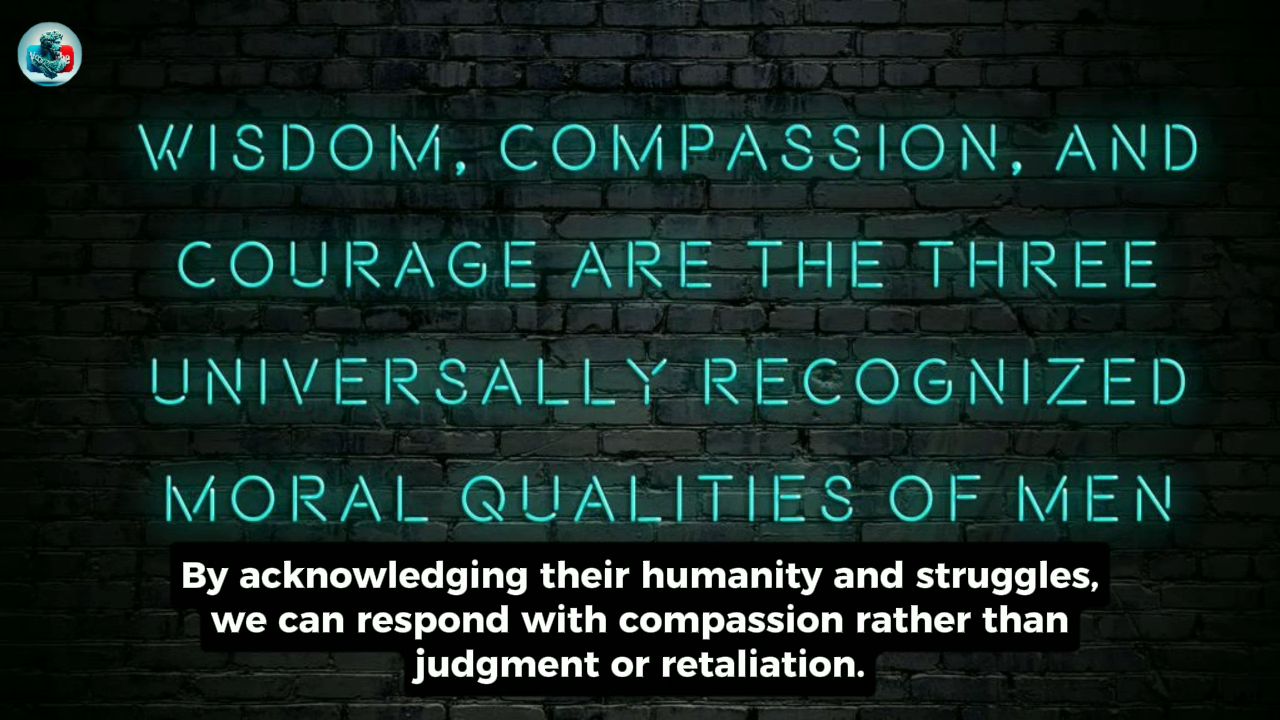 WISDOM, COMPASSION, AND
COURAGE ARE THE THREE
UNIVERSALLY RECOGNIZED
MORAL QUALITIES OF MEN
By acknowledging their humanity and struggles,
we can respond with compassion rather than
judgment or retaliation.